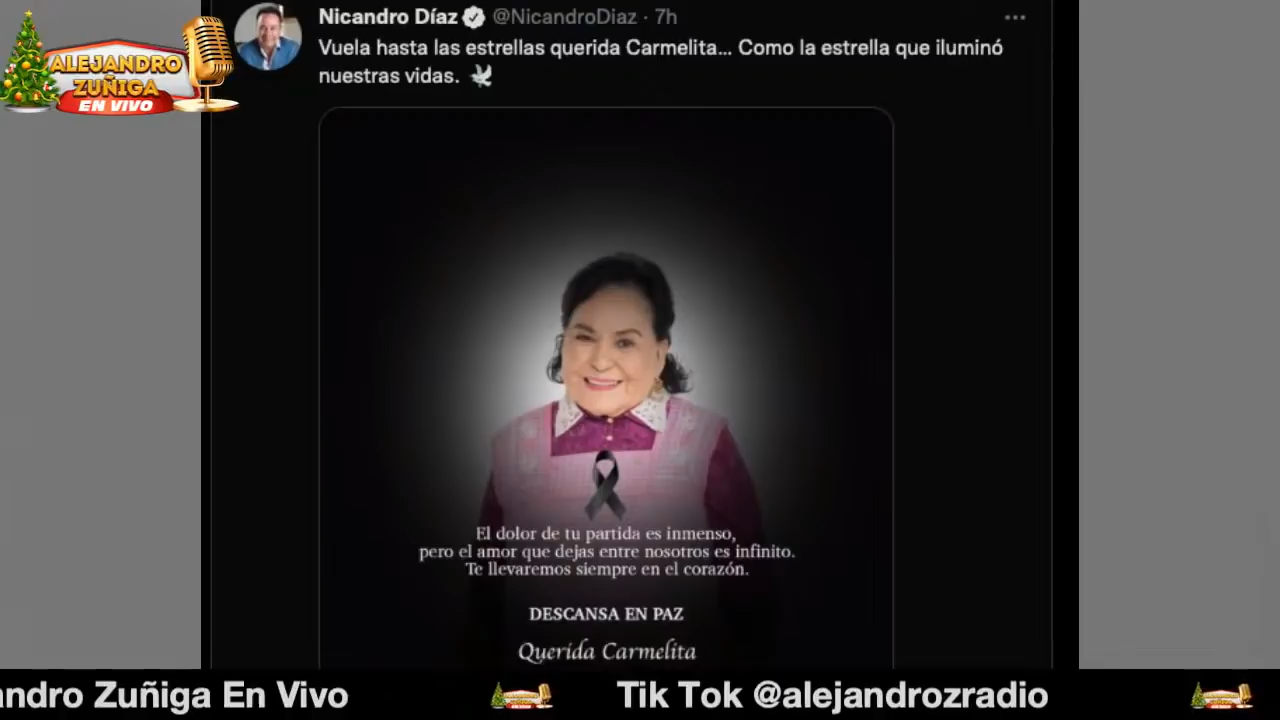 Nicandro Díaz @NicandroDiaz · 7h
Vuela hasta las estrellas querida Carmelita... Como la estrella que iluminó
nuestras vidas.
ALEJANDRO
ZUÑIGA
EN VIVO
El dolor de tu partida es inmenso,
pero el amor que dejas entre nosotros es infinito.
Te llevaremos siempre en el corazón.
DESCANSA EN PAZ
Querida Carmelita
andro Zuñiga En Vivo
Tik Tok @alejandrozradio